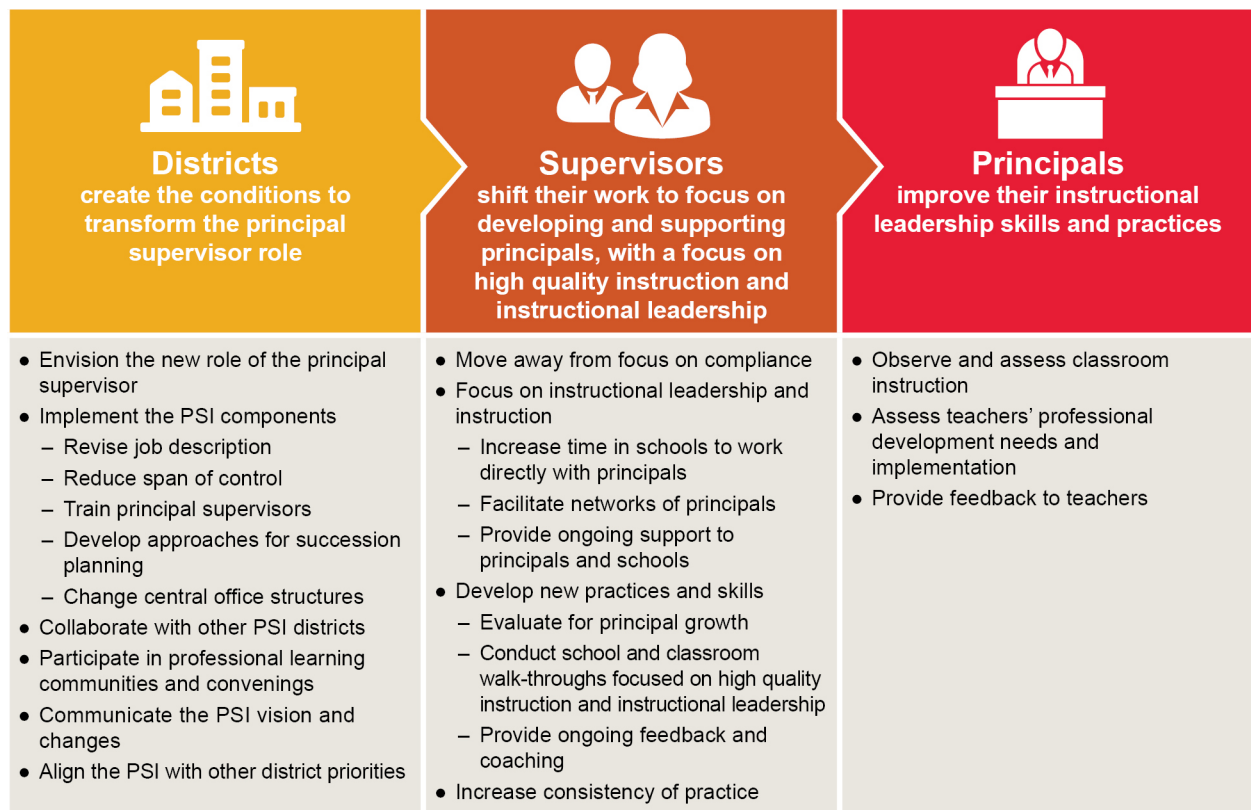 Districts
create the conditions to
transform the principal
supervisor role
● Envision the new role of the principal
supervisor
● Implement the PSI components
– Revise job description
– Reduce span of control
– Train principal supervisors
– Develop approaches for succession
planning
– Change central office structures
● Collaborate with other PSI districts
● Participate in professional learning
communities and convenings
● Communicate the PSI vision and
changes
● Align the PSI with other district priorities
Supervisors
shift their work to focus on
developing and supporting
principals, with a focus on
high quality instruction and
instructional leadership
● Move away from focus on compliance
● Focus on instructional leadership and
instruction
– Increase time in schools to work
directly with principals
– Facilitate networks of principals
– Provide ongoing support to
principals and schools
● Develop new practices and skills
– Evaluate for principal growth
– Conduct school and classroom
walk-throughs focused on high quality
instruction and instructional leadership
– Provide ongoing feedback and
coaching
● Increase consistency of practice
Principals
improve their instructional
leadership skills and practices
● Observe and assess classroom
instruction
● Assess teachers’ professional
development needs and
implementation
● Provide feedback to teachers